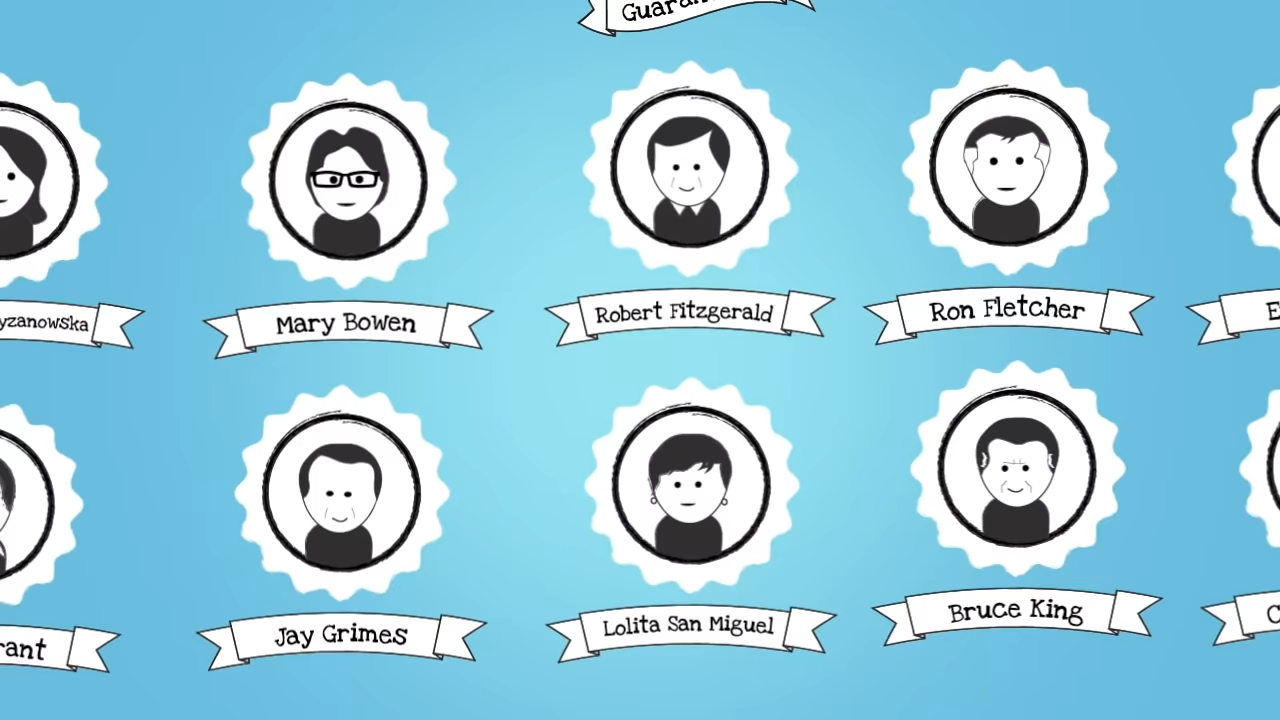 Mary Bowen
Robert Fitzgerald
Ron Fletcher
Jay Grimes
Lolita San Miguel
Bruce King